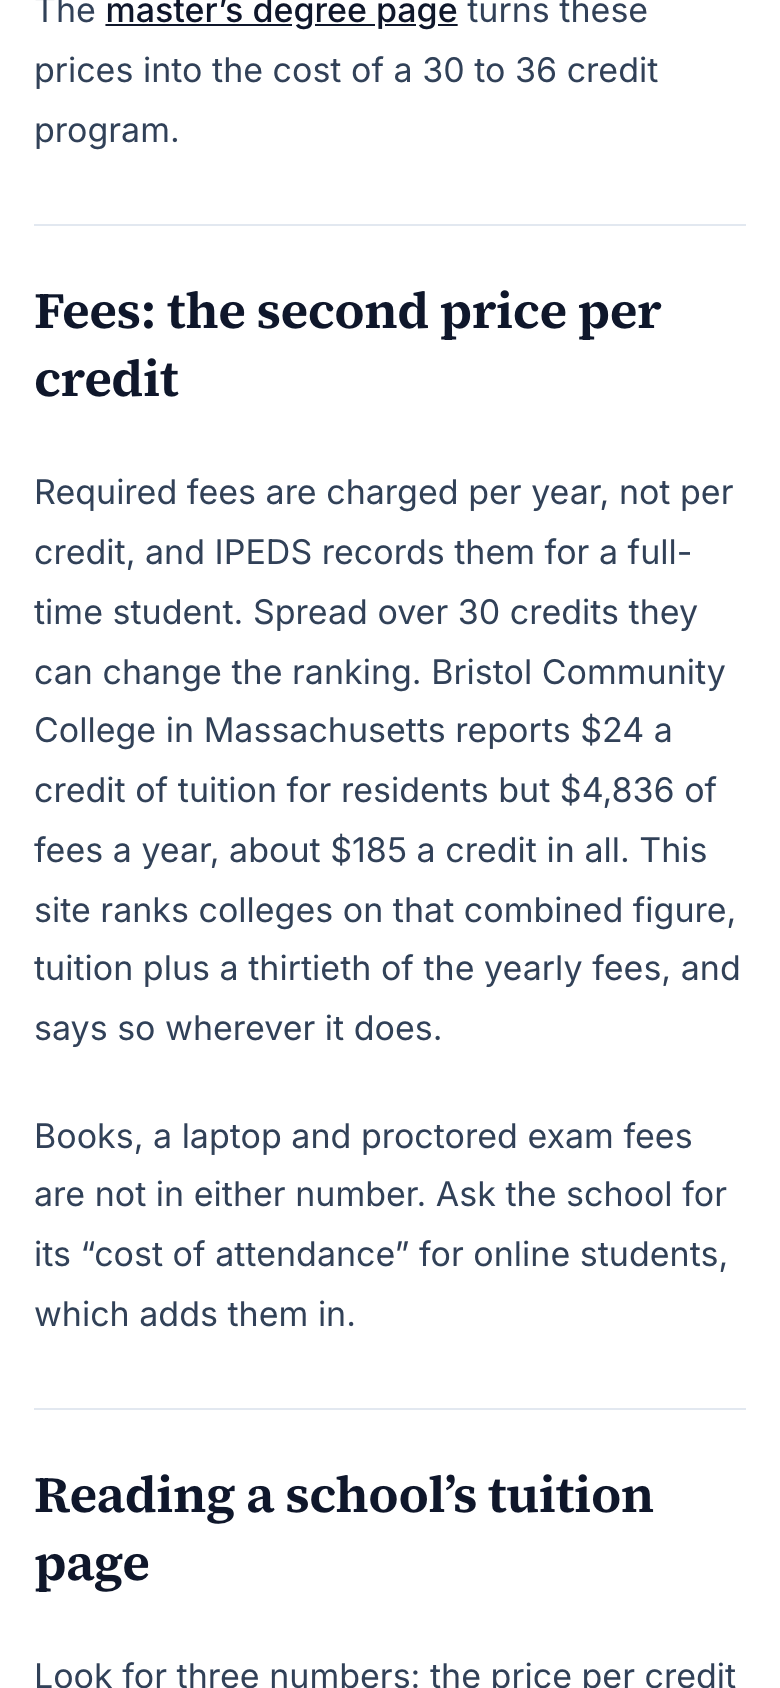 The master’s degree page turns these
prices into the cost of a 30 to 36 credit
program.
Fees: the second price per
credit
Required fees are charged per year, not per
credit, and IPEDS records them for a full-
time student. Spread over 30 credits they
can change the ranking. Bristol Community
College in Massachusetts reports $24 a
credit of tuition for residents but $4,836 of
fees a year, about $185 a credit in all. This
site ranks colleges on that combined figure,
tuition plus a thirtieth of the yearly fees, and
says so wherever it does.
Books, a laptop and proctored exam fees
are not in either number. Ask the school for
its “cost of attendance” for online students,
which adds them in.
Reading a school’s tuition
page
Look for three numbers: the price per credit